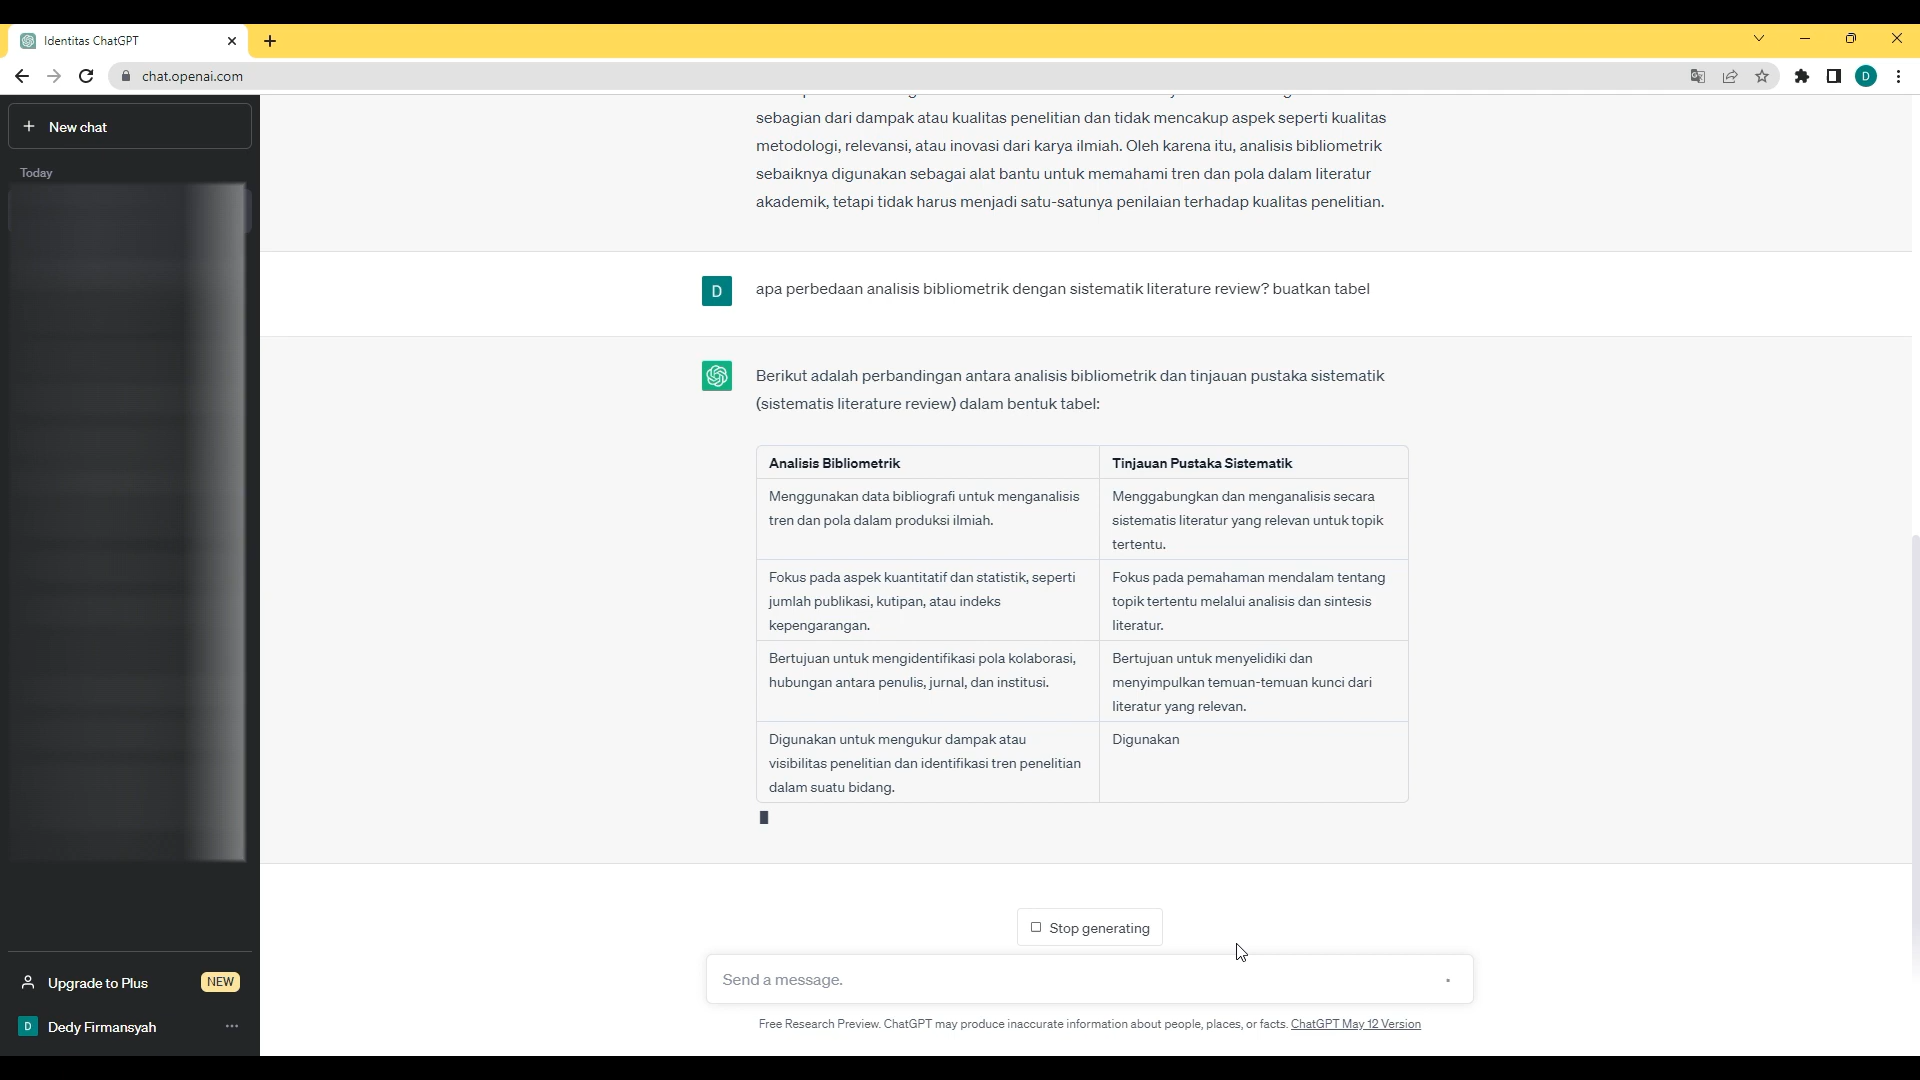 Identitas ChatGPT
chat.openai.com
D
New chat
Today
sebagian dari dampak atau kualitas penelitian dan tidak mencakup aspek seperti kualitas
metodologi, relevansi, atau inovasi dari karya ilmiah. Oleh karena itu, analisis bibliometrik
sebaiknya digunakan sebagai alat bantu untuk memahami tren dan pola dalam literatur
akademik, tetapi tidak harus menjadi satu-satunya penilaian terhadap kualitas penelitian.
D
apa perbedaan analisis bibliometrik dengan sistematik literature review? buatkan tabel
Berikut adalah perbandingan antara analisis bibliometrik dan tinjauan pustaka sistematik
(sistematis literature review) dalam bentuk tabel:
Analisis Bibliometrik
Tinjauan Pustaka Sistematik
Menggunakan data bibliografi untuk menganalisis
tren dan pola dalam produksi ilmiah.
Menggabungkan dan menganalisis secara
sistematis literatur yang relevan untuk topik
tertentu.
Fokus pada aspek kuantitatif dan statistik, seperti
jumlah publikasi, kutipan, atau indeks
kepengarangan.
Fokus pada pemahaman mendalam tentang
topik tertentu melalui analisis dan sintesis
literatur.
Bertujuan untuk mengidentifikasi pola kolaborasi,
hubungan antara penulis, jurnal, dan institusi.
Bertujuan untuk menyelidiki dan
menyimpulkan temuan-temuan kunci dari
literatur yang relevan.
Digunakan untuk mengukur dampak atau
visibilitas penelitian dan identifikasi tren penelitian
dalam suatu bidang.
Digunakan
Stop generating
Send a message.
Free Research Preview. ChatGPT may produce inaccurate information about people, places, or facts. ChatGPT May 12 Version
Upgrade to Plus
NEW
D
Dedy Firmansyah